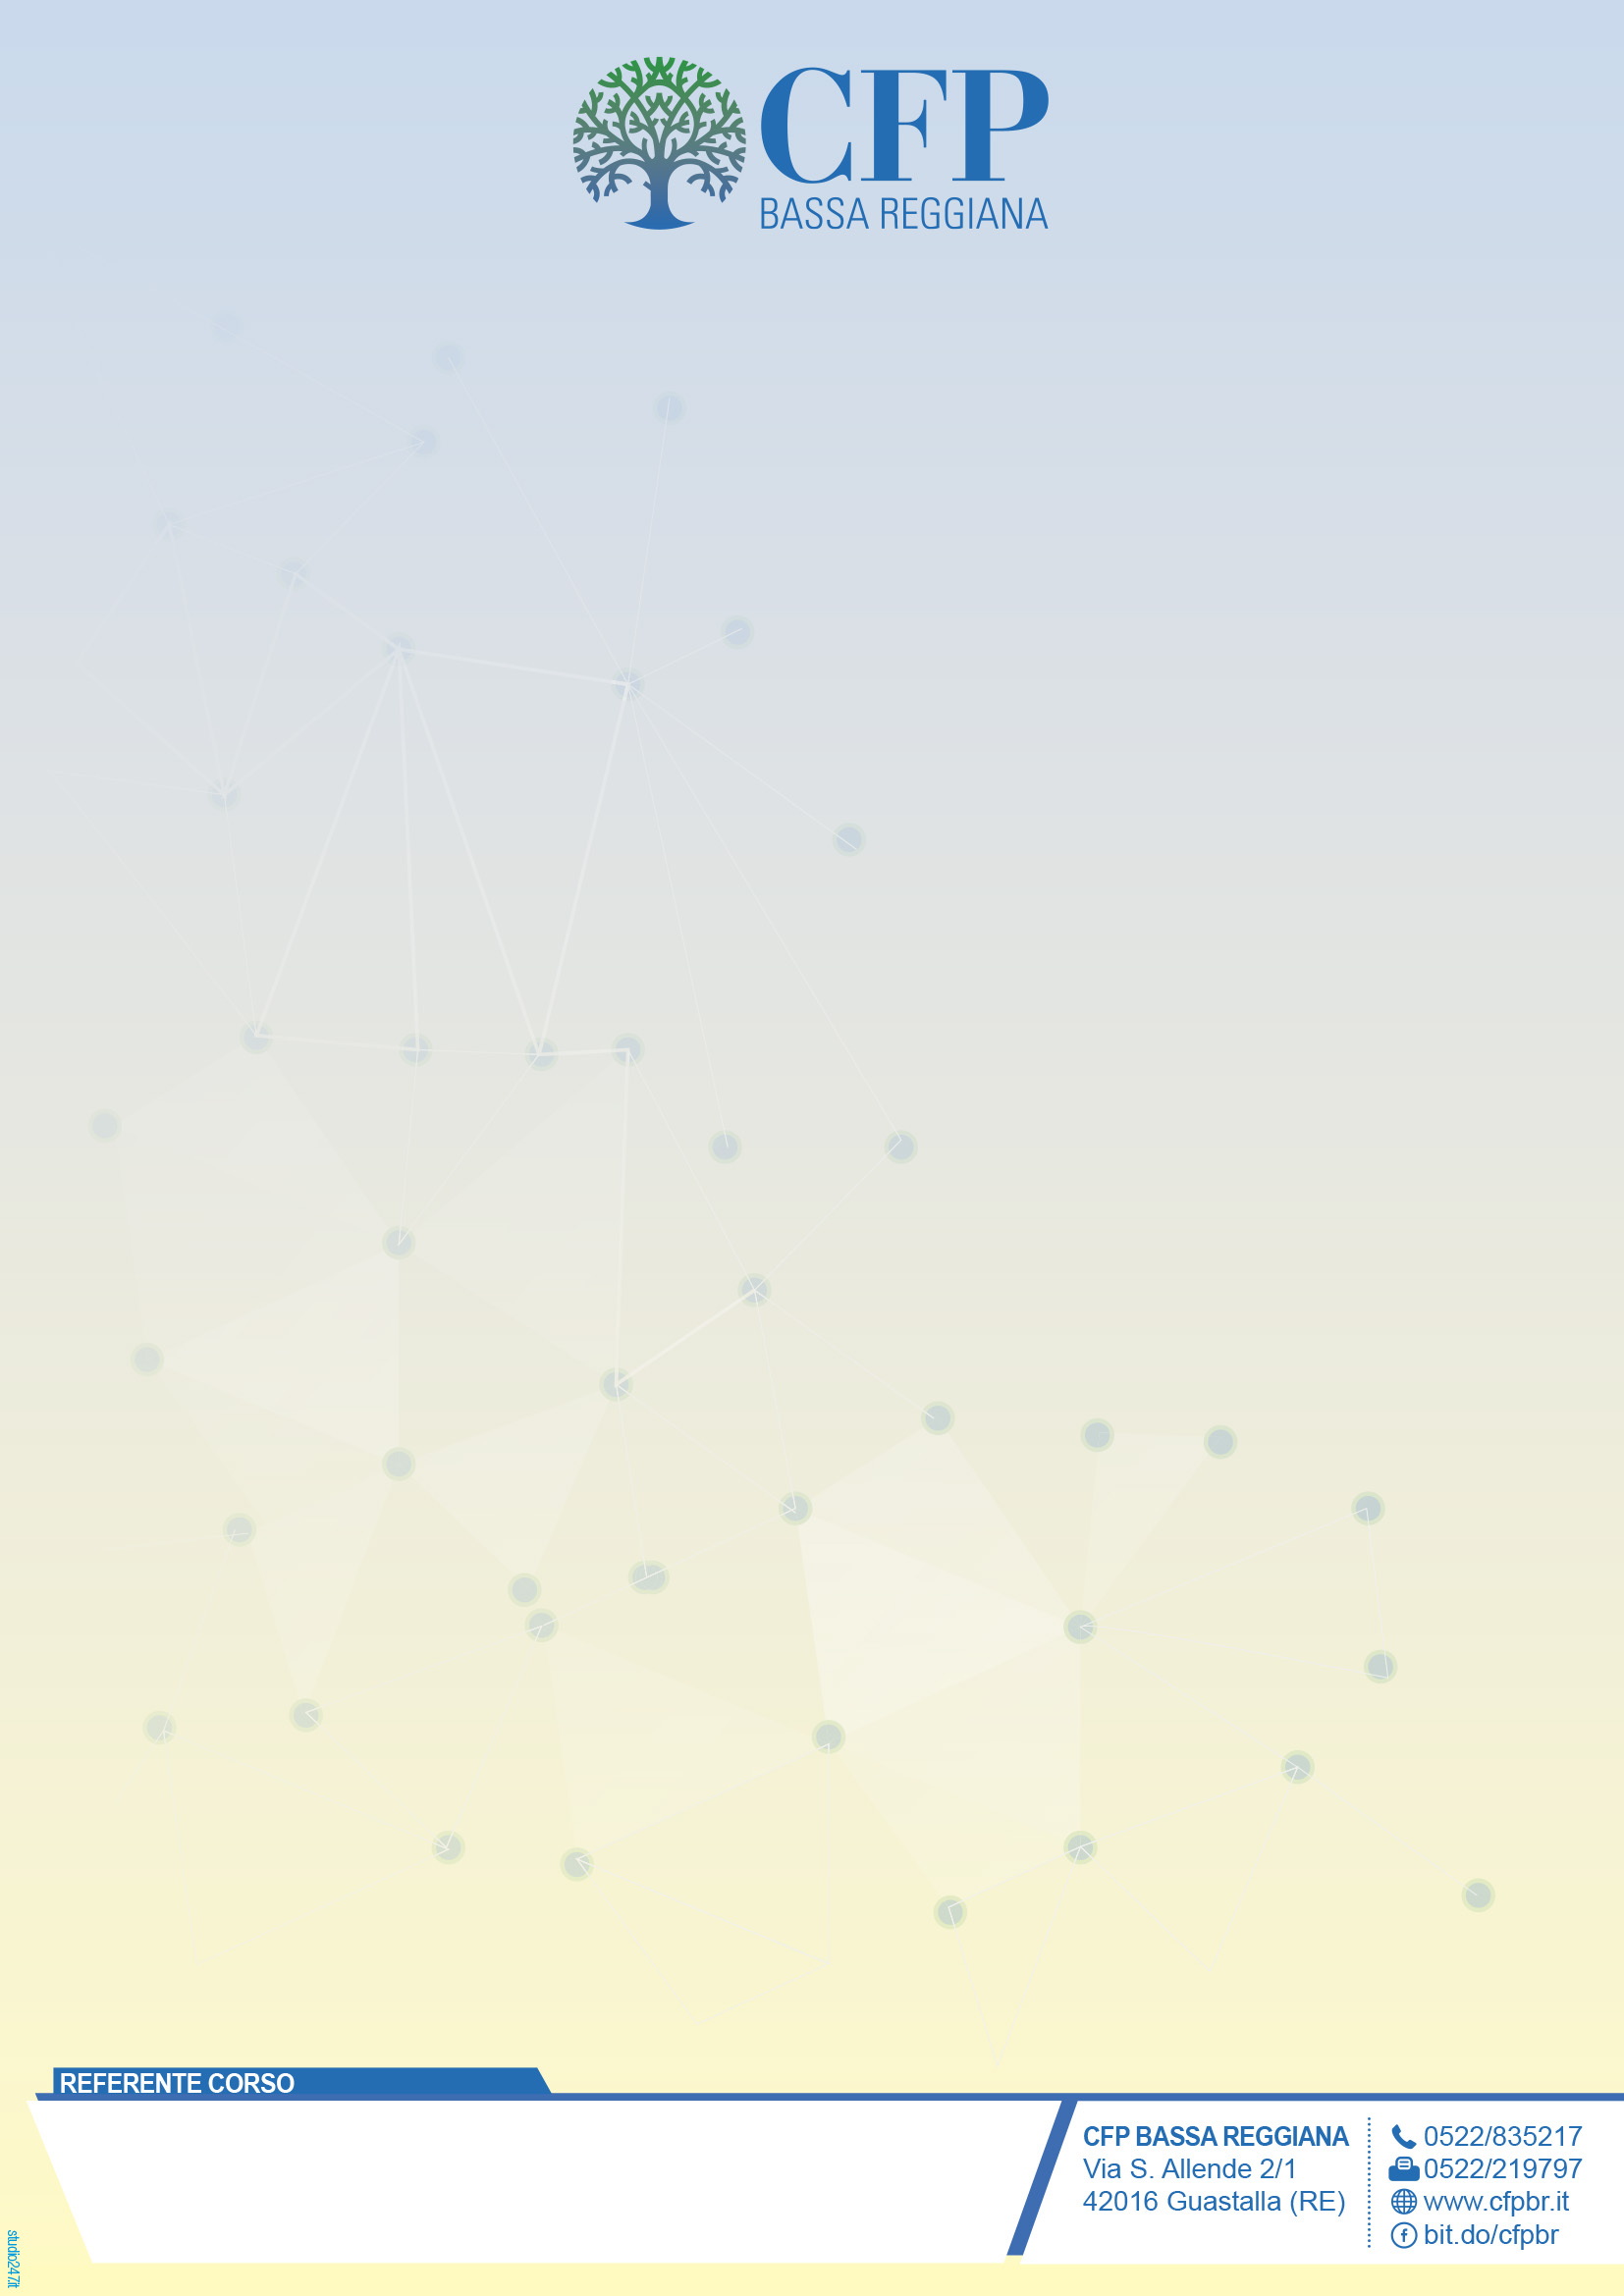 CFP
BASSA REGGIANA
REFERENTE CORSO
CFP BASSA REGGIANA
Via S. Allende 2/1
42016 Guastalla (RE)
0522/835217
0522/219797
www.cfpbr.it
bit.do/cfpbr
studio247.it